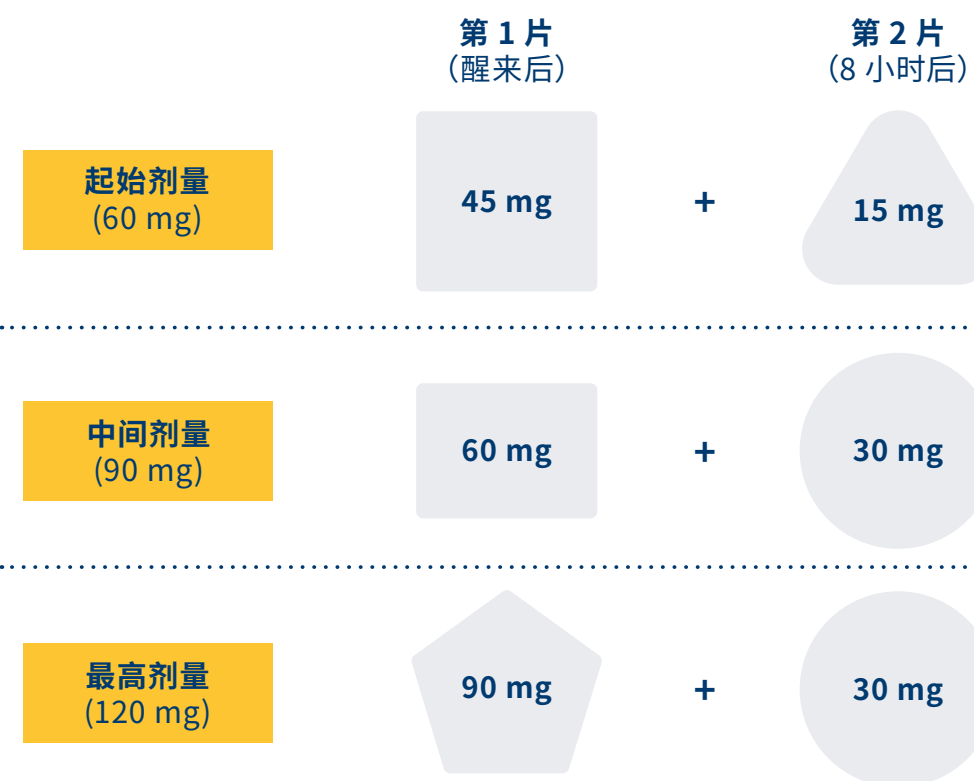 第 1 片
（醒来后）
第 2 片
（8 小时后）
起始剂量
(60 mg)
45 mg
+
15 mg
中间剂量
(90 mg)
60 mg
+
30 mg
最高剂量
(120 mg)
90 mg
+
30 mg